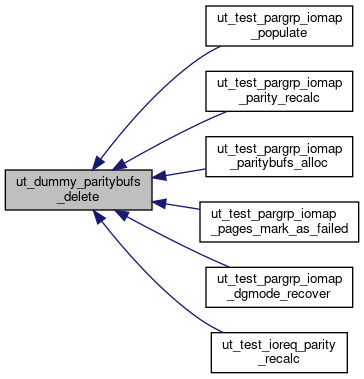 ut_test_pargrp_iomap
_populate
ut_test_pargrp_iomap
_parity_recalc
ut_test_pargrp_iomap
_paritybufs_alloc
ut_dummy_paritybufs
_delete
ut_test_pargrp_iomap
_pages_mark_as_failed
ut_test_pargrp_iomap
_dgmode_recover
ut_test_ioreq_parity
_recalc